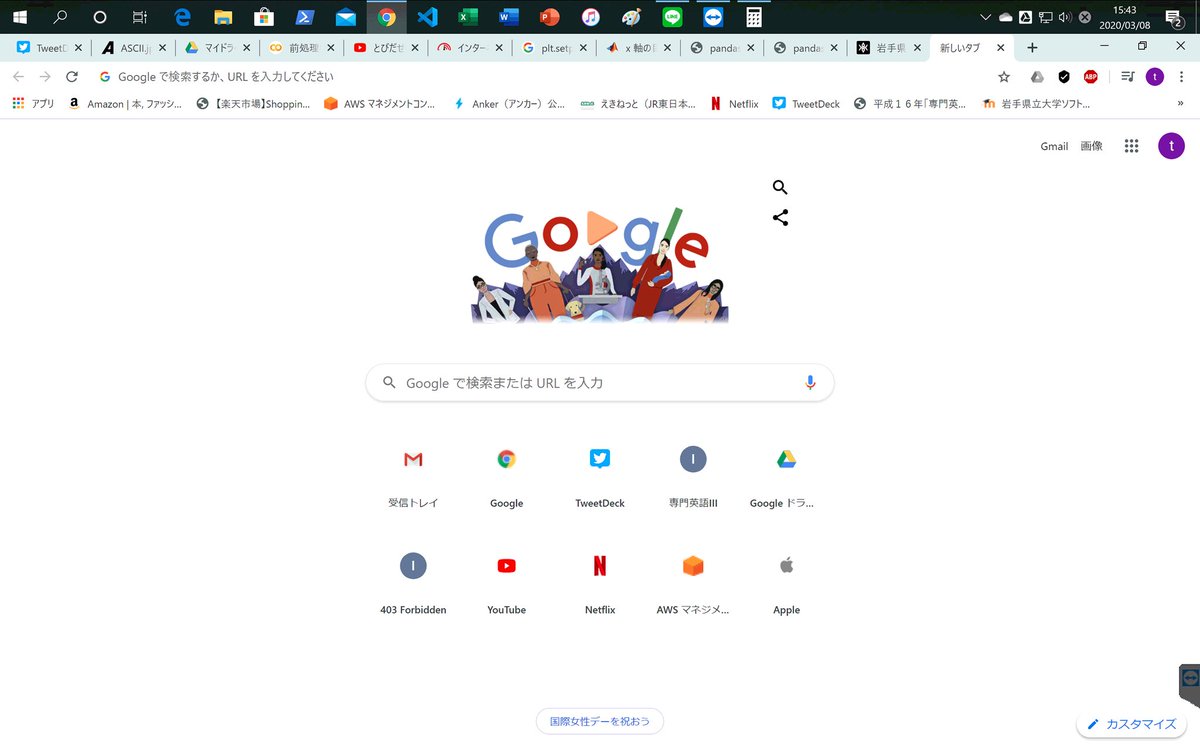 15:43
2020/03/08
2
TweetD
ASCII.j
マイドラ
前処理
とびだせ
インター
plt.setp
x 軸の目
panda
panda
岩手県
新しいタブ
Google で検索するか、URL を入力してください
ABP
t
アプリ
Amazon | 本, ファッシ...
【楽天市場】Shoppin...
AWS マネジメントコン...
Anker（アンカー）公...
えきねっと（JR東日本...
Netflix
TweetDeck
平成１６年「専門英...
岩手県立大学ソフト...
»
Gmail
画像
t
Google
Google で検索または URL を入力
受信トレイ
Google
TweetDeck
I
専門英語III
Google ドラ...
I
403 Forbidden
YouTube
Netflix
AWS マネジメ...
Apple
国際女性デーを祝おう
カスタマイズ